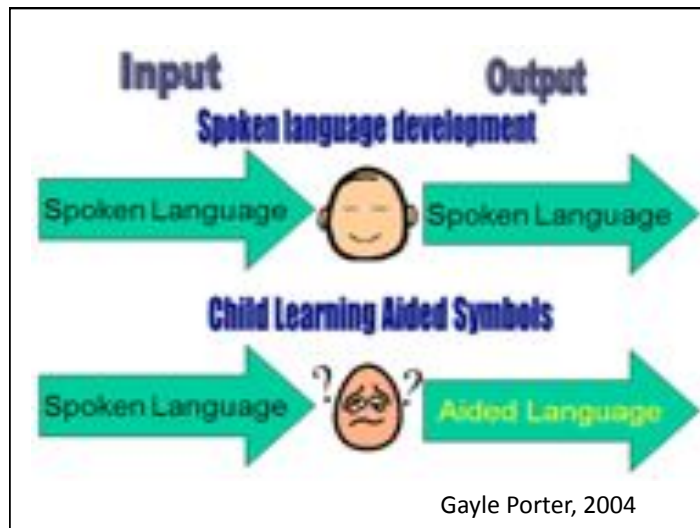 Input Output
Spoken language development
Spoken Language Spoken Language
Child Learning Aided Symbols
? ?
Spoken Language Aided Language
Gayle Porter, 2004